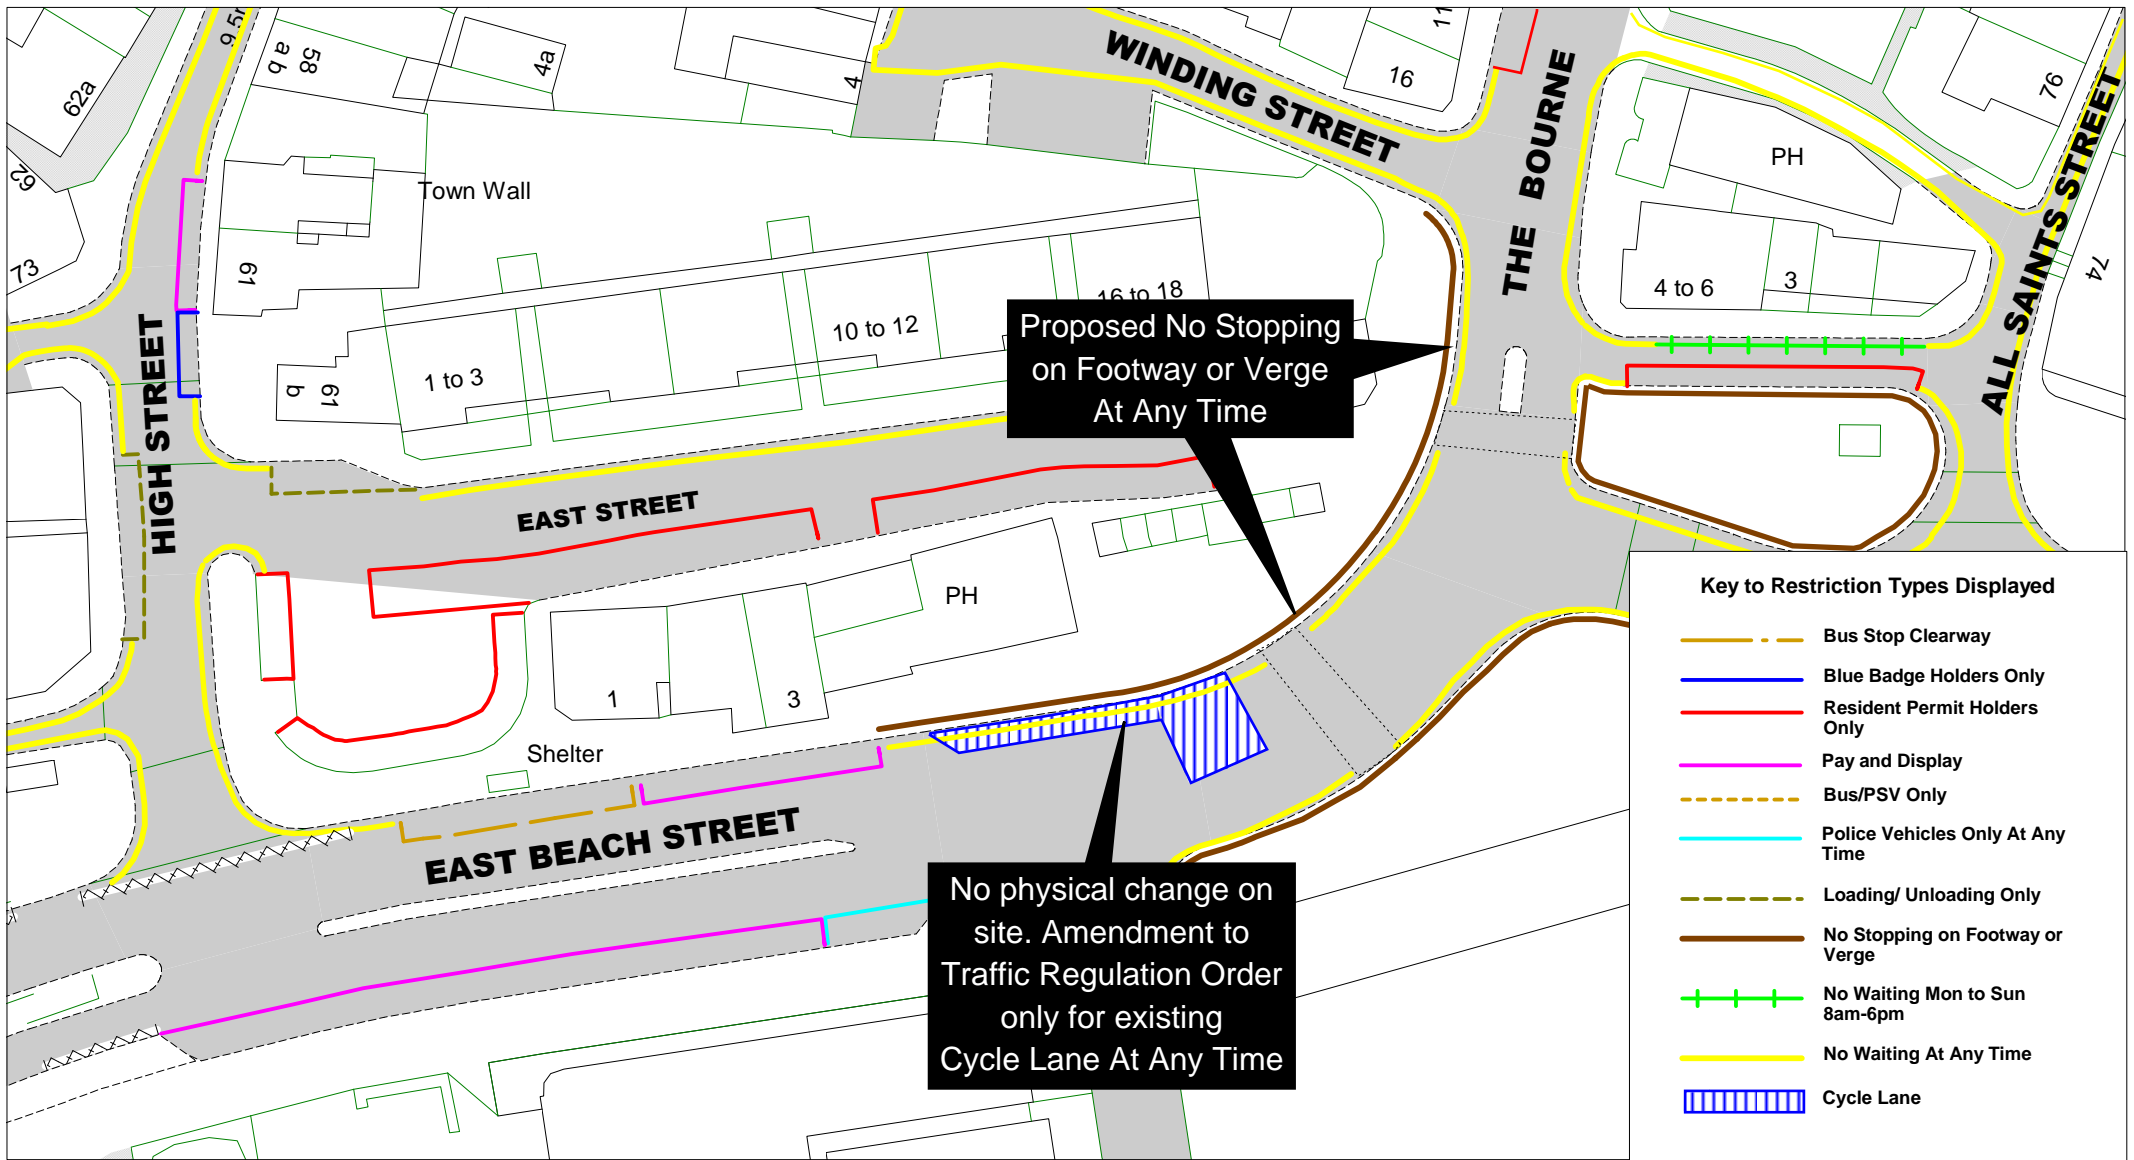 9.5m
58
a b
4a
4
62a
62
73
WINDING STREET
11
16
THE BOURNE
PH
76
ALL SAINTS STREET
74
Town Wall
61
HIGH STREET
61
b
1 to 3
10 to 12
16 to 18
4 to 6
3
Proposed No Stopping
on Footway or Verge
At Any Time
EAST STREET
PH
1
3
Shelter
EAST BEACH STREET
No physical change on
site. Amendment to
Traffic Regulation Order
only for existing
Cycle Lane At Any Time
Key to Restriction Types Displayed
Bus Stop Clearway
Blue Badge Holders Only
Resident Permit Holders
Only
Pay and Display
Bus/PSV Only
Police Vehicles Only At Any
Time
Loading/ Unloading Only
No Stopping on Footway or
Verge
No Waiting Mon to Sun
8am-6pm
No Waiting At Any Time
Cycle Lane